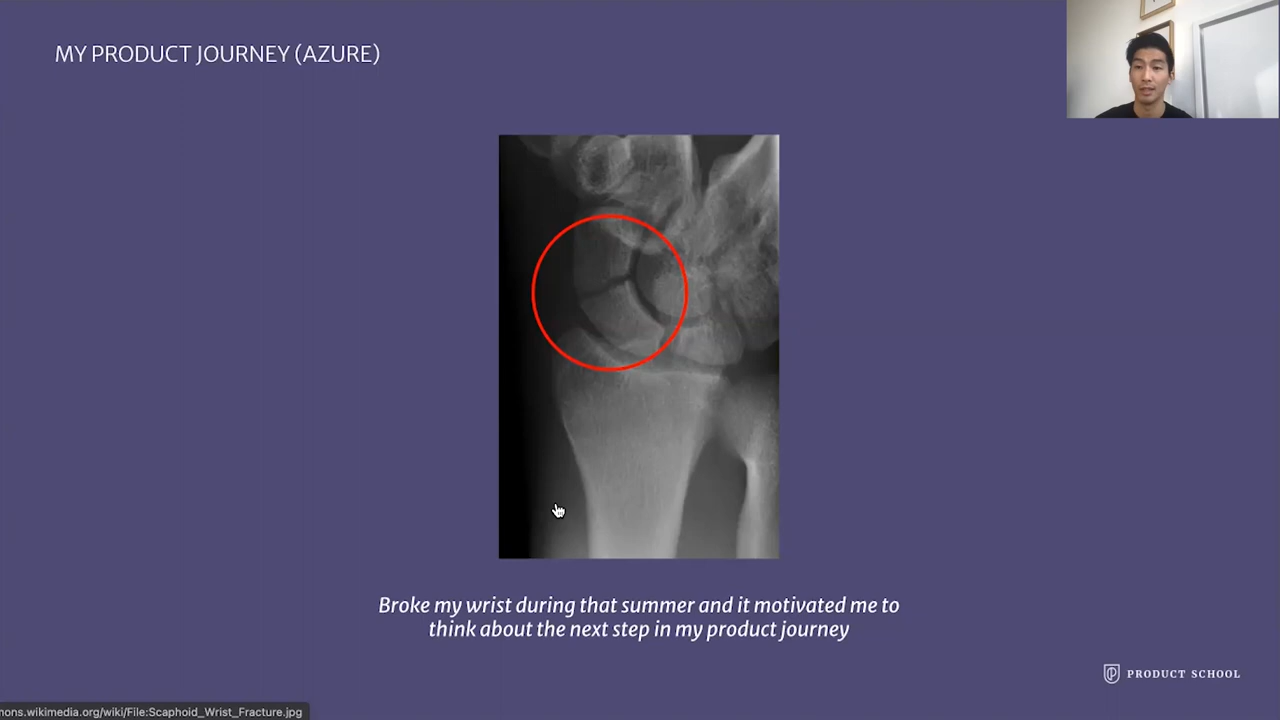 MY PRODUCT JOURNEY (AZURE)
Broke my wrist during that summer and it motivated me to
think about the next step in my product journey
PRODUCT SCHOOL
mons.wikimedia.org/wiki/File:Scaphoid_Wrist_Fracture.jpg